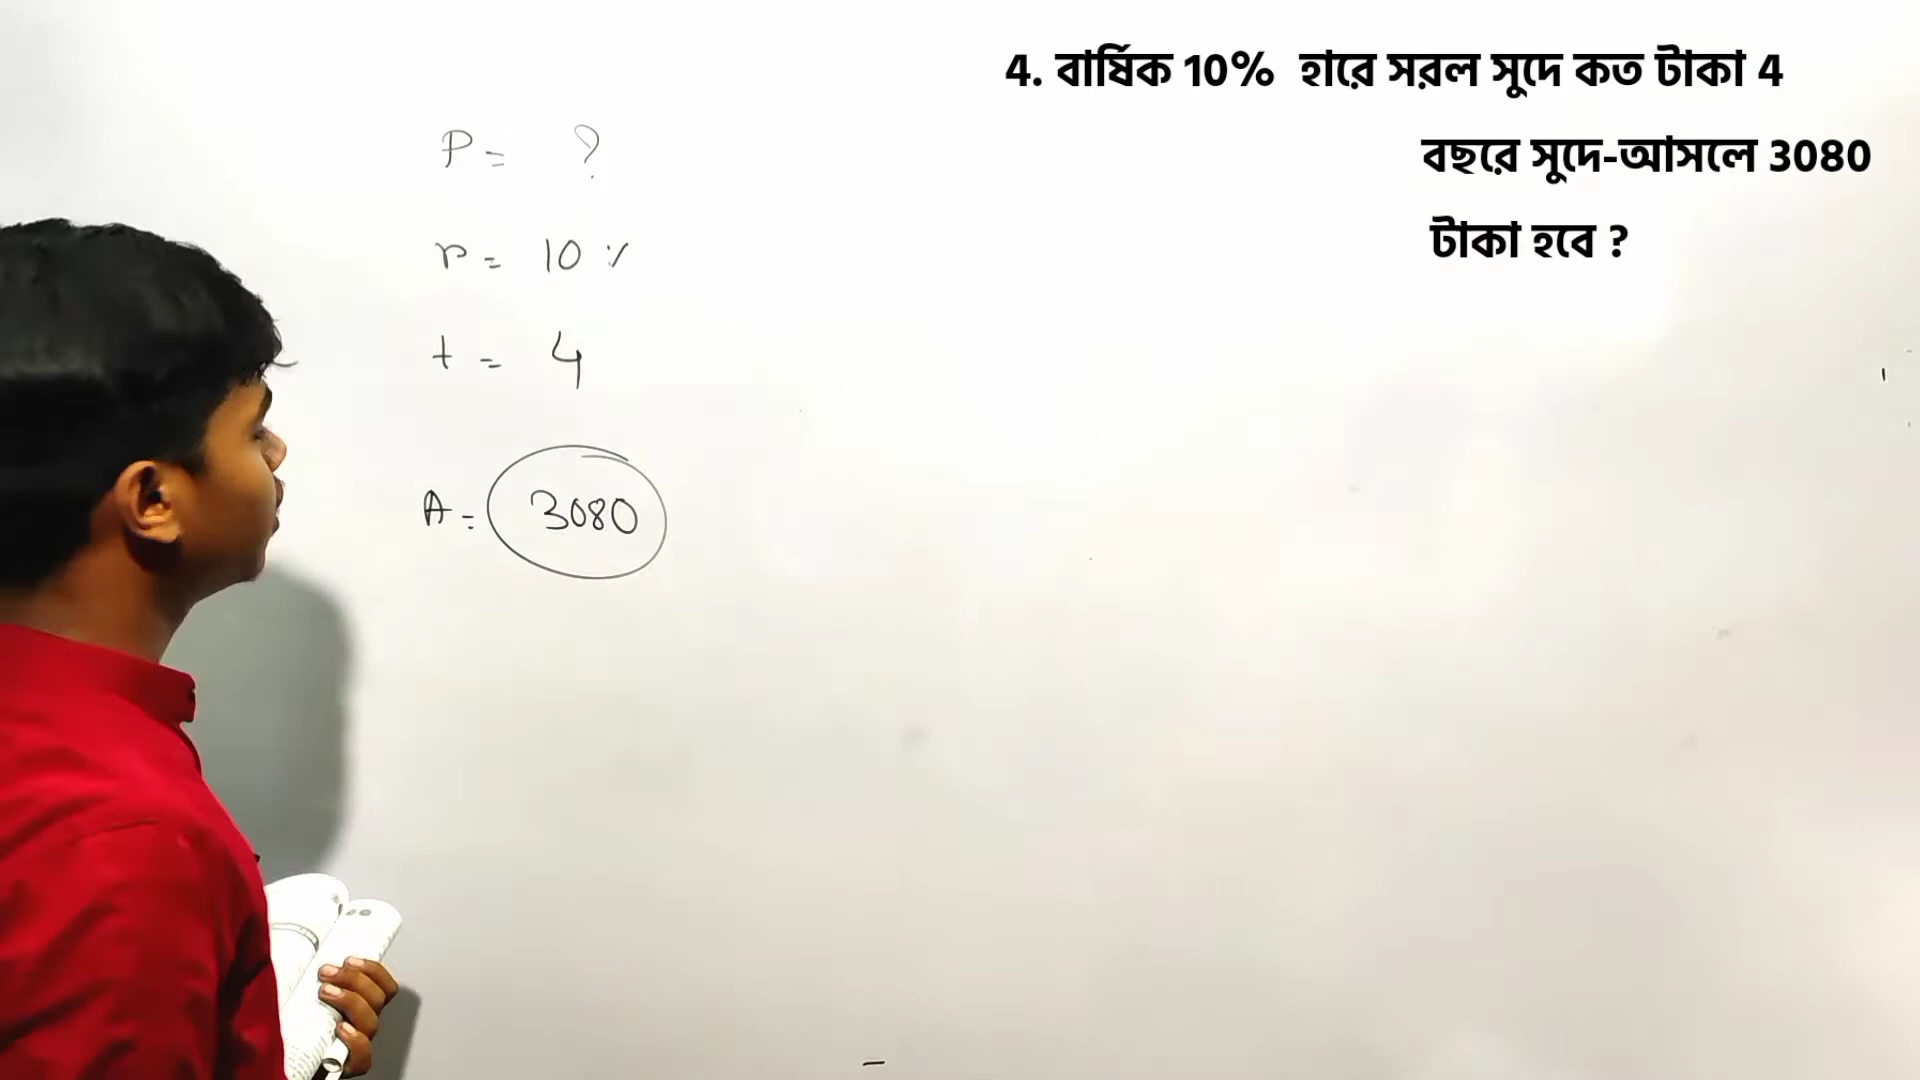 4. বার্ষিক 10% হারে সরল সুদে কত টাকা 4
বছরে সুদে-আসলে 3080
টাকা হবে ?
P = ?
r = 10 %
t = 4
A = 3080